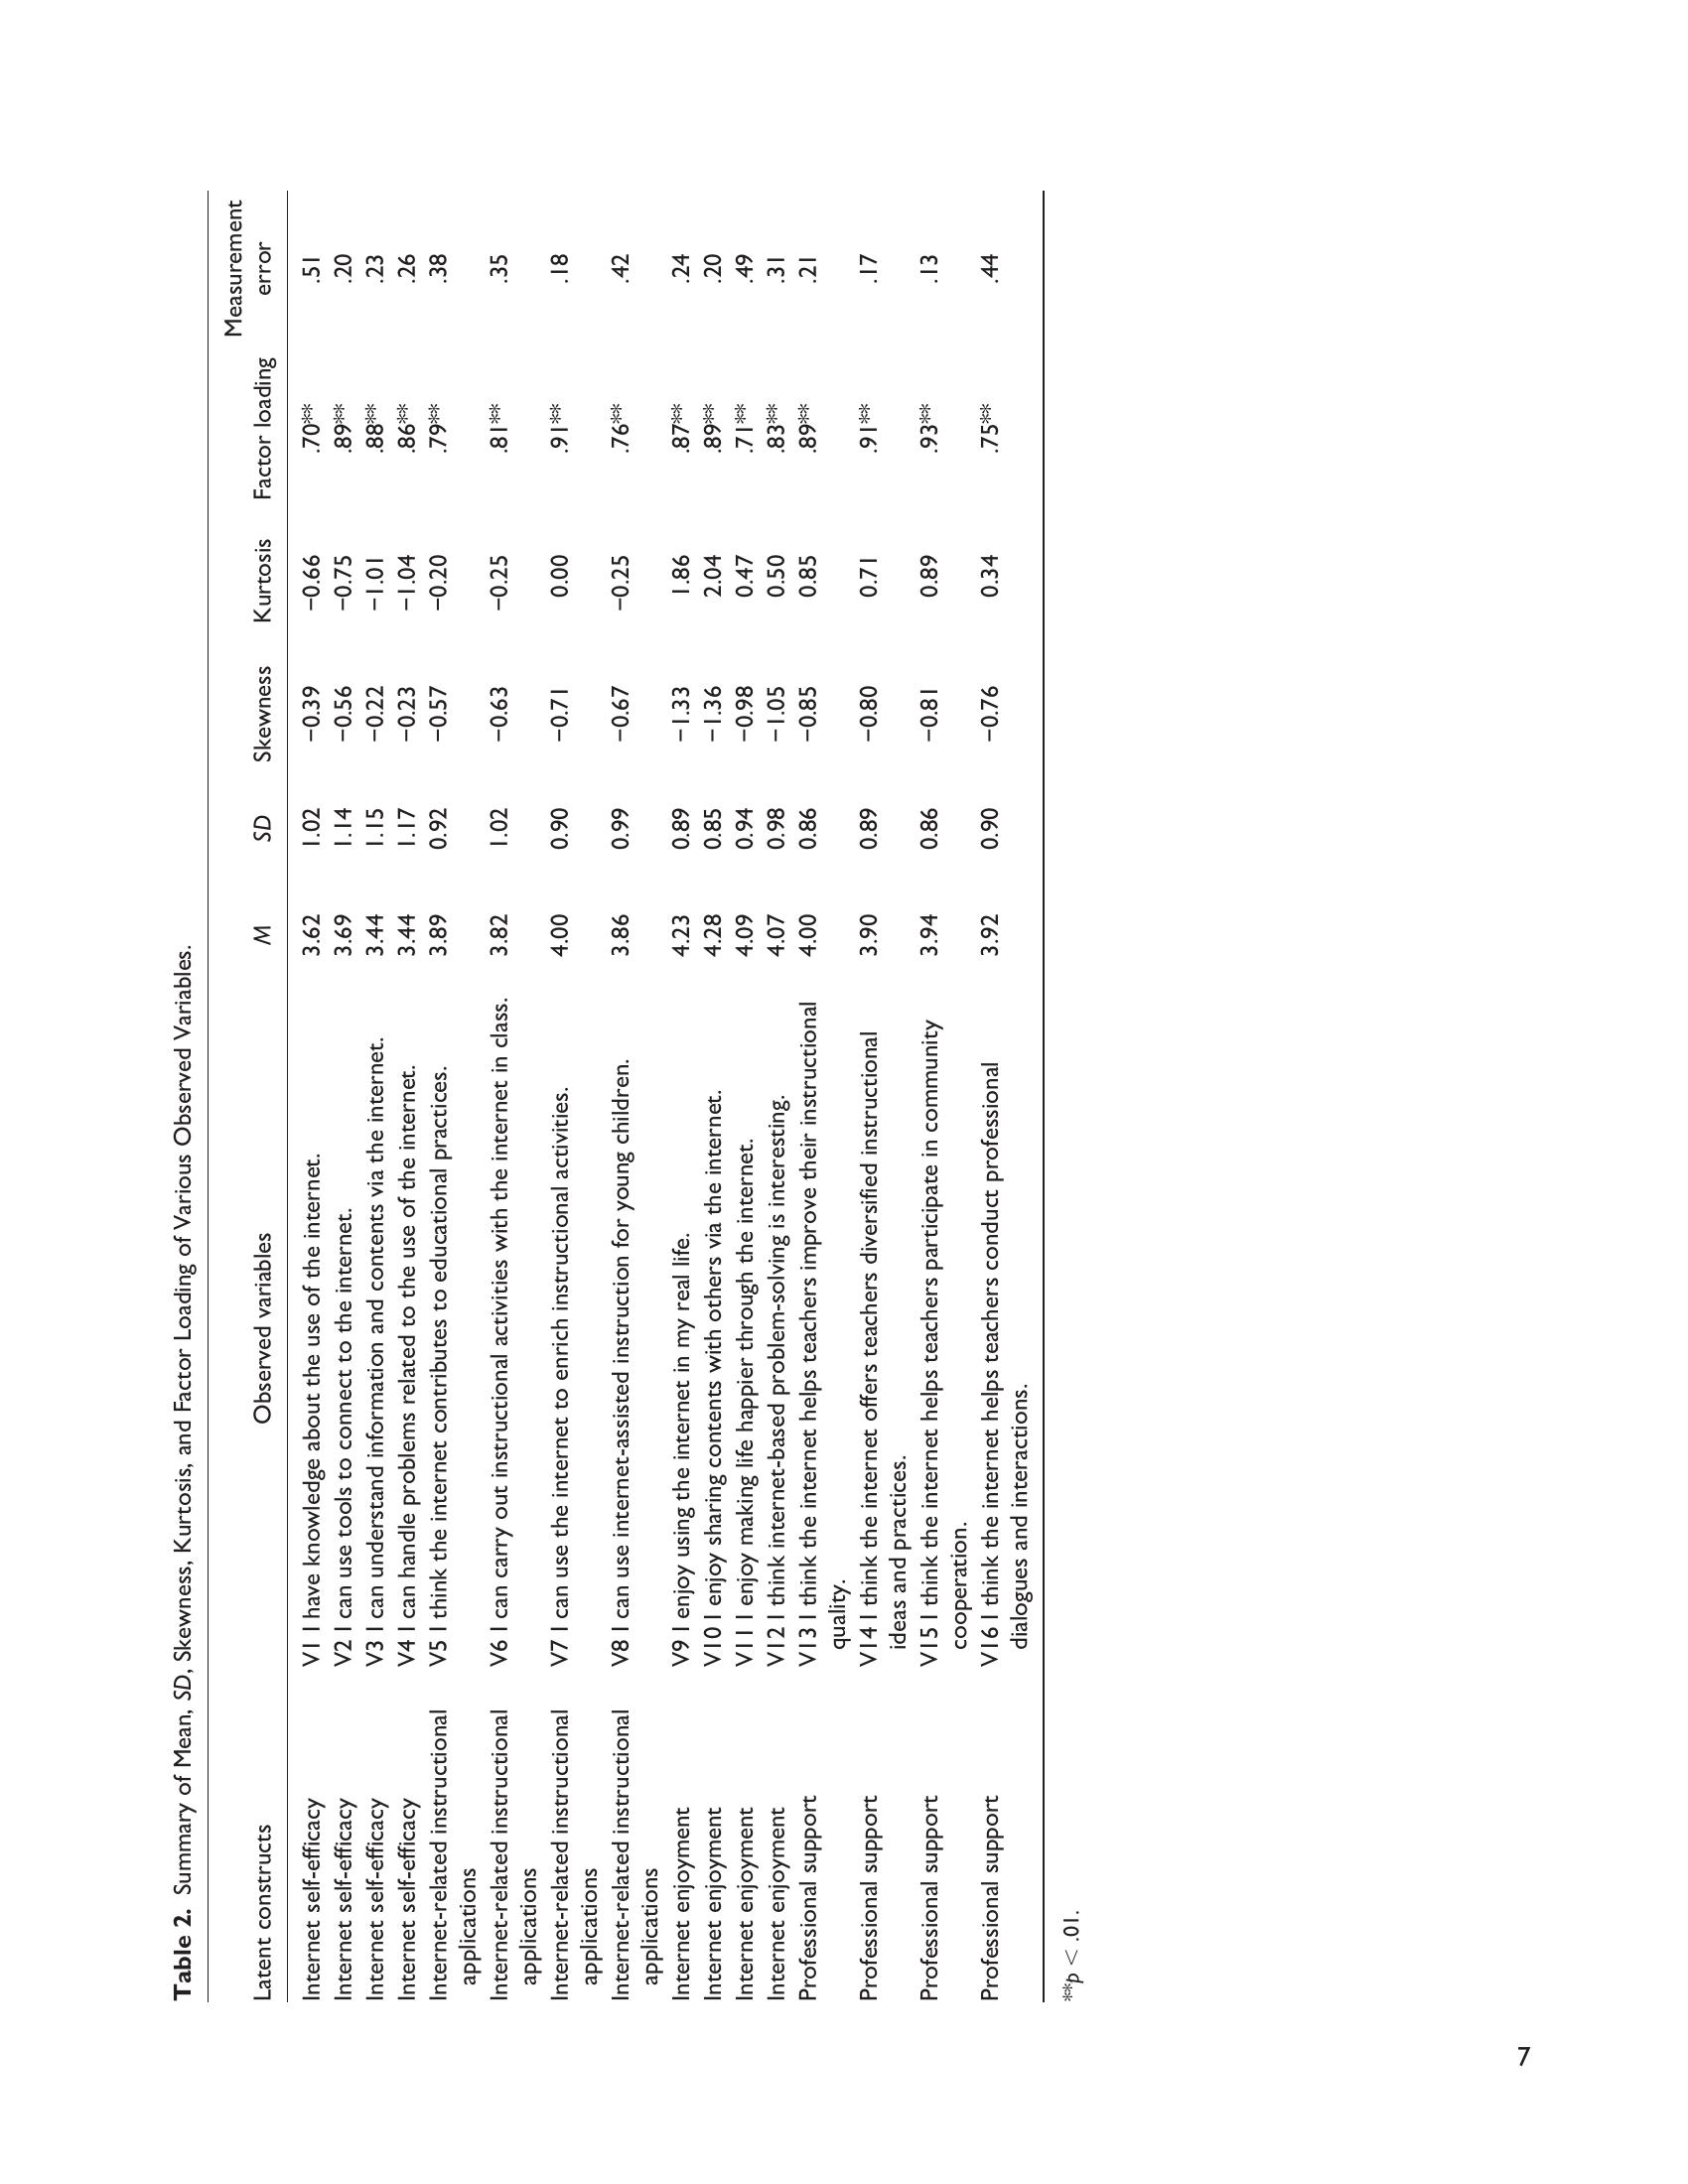 Table 2. Summary of Mean, SD, Skewness, Kurtosis, and Factor Loading of Various Observed Variables.
Measurement
Latent constructs Observed variables M SD Skewness Kurtosis Factor loading error
Internet self-efficacy V1 I have knowledge about the use of the internet. 3.62 1.02 −0.39 −0.66 .70** .51
Internet self-efficacy V2 I can use tools to connect to the internet. 3.69 1.14 −0.56 −0.75 .89** .20
Internet self-efficacy V3 I can understand information and contents via the internet. 3.44 1.15 −0.22 −1.01 .88** .23
Internet self-efficacy V4 I can handle problems related to the use of the internet. 3.44 1.17 −0.23 −1.04 .86** .26
Internet-related instructional V5 I think the internet contributes to educational practices. 3.89 0.92 −0.57 −0.20 .79** .38
applications
Internet-related instructional V6 I can carry out instructional activities with the internet in class. 3.82 1.02 −0.63 −0.25 .81** .35
applications
Internet-related instructional V7 I can use the internet to enrich instructional activities. 4.00 0.90 −0.71 0.00 .91** .18
applications
Internet-related instructional V8 I can use internet-assisted instruction for young children. 3.86 0.99 −0.67 −0.25 .76** .42
applications
Internet enjoyment V9 I enjoy using the internet in my real life. 4.23 0.89 −1.33 1.86 .87** .24
Internet enjoyment V10 I enjoy sharing contents with others via the internet. 4.28 0.85 −1.36 2.04 .89** .20
Internet enjoyment V11 I enjoy making life happier through the internet. 4.09 0.94 −0.98 0.47 .71** .49
Internet enjoyment V12 I think internet-based problem-solving is interesting. 4.07 0.98 −1.05 0.50 .83** .31
Professional support V13 I think the internet helps teachers improve their instructional 4.00 0.86 −0.85 0.85 .89** .21
quality.
Professional support V14 I think the internet offers teachers diversified instructional 3.90 0.89 −0.80 0.71 .91** .17
ideas and practices.
Professional support V15 I think the internet helps teachers participate in community 3.94 0.86 −0.81 0.89 .93** .13
cooperation.
Professional support V16 I think the internet helps teachers conduct professional 3.92 0.90 −0.76 0.34 .75** .44
dialogues and interactions.
**p < .01.
7